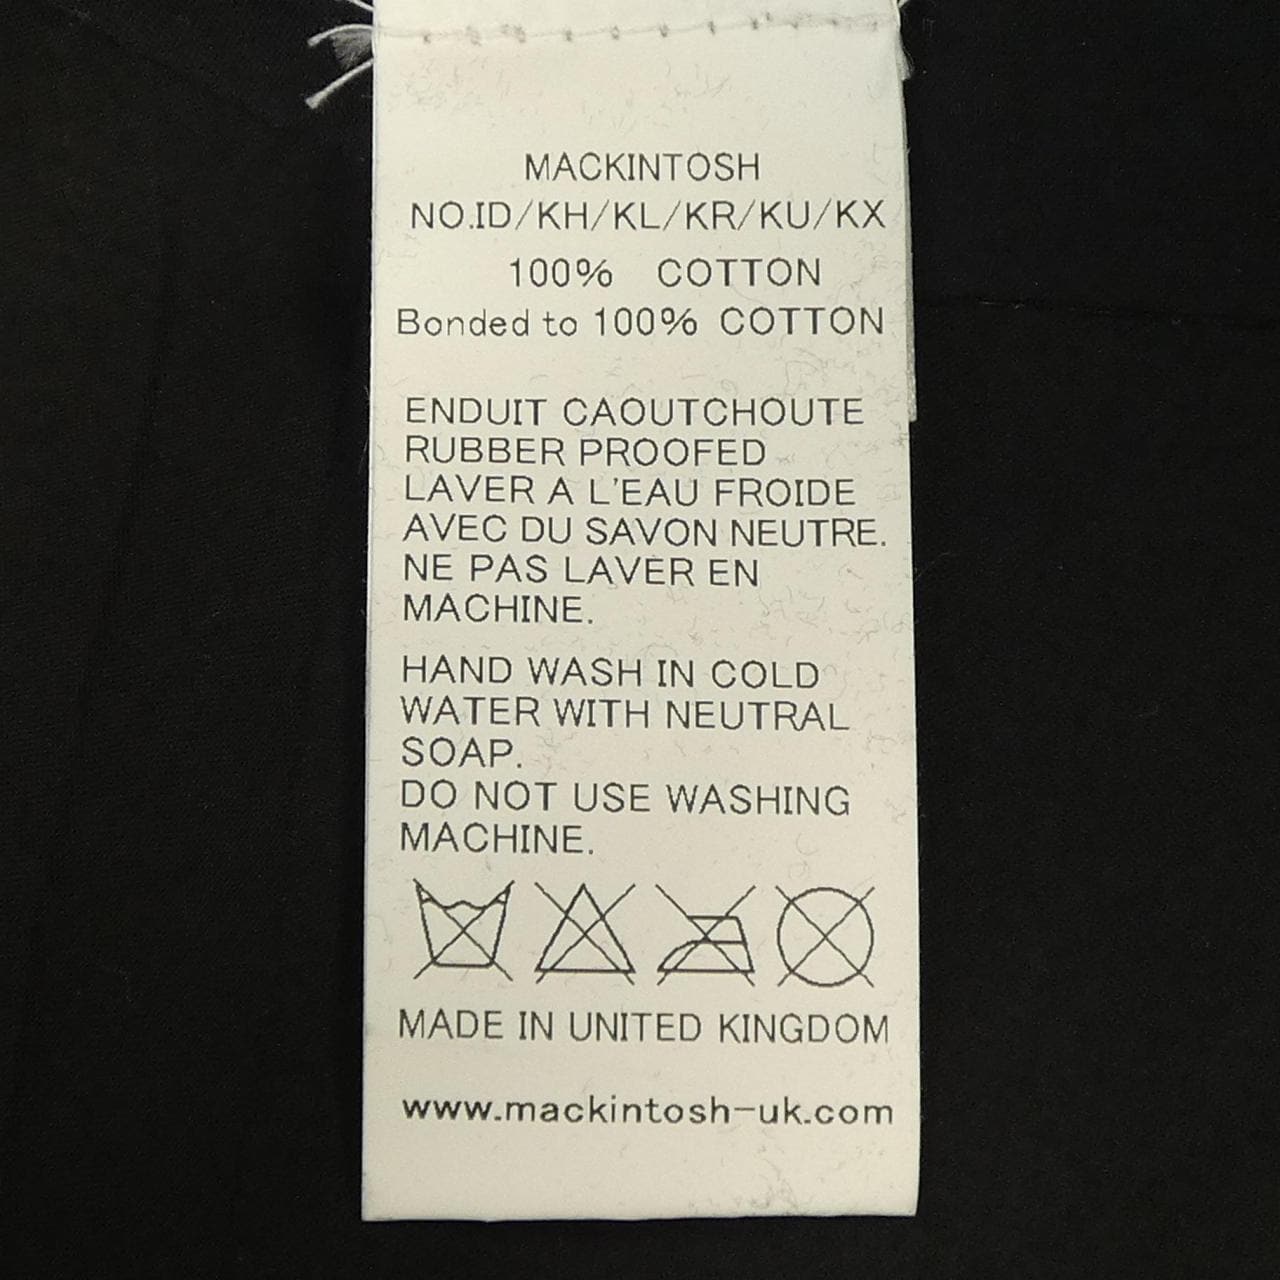 MACKINTOSH
NO.ID/KH/KL/KR/KU/KX
100% COTTON
Bonded to 100% COTTON
ENDUIT CAOUTCHOUTE
RUBBER PROOFED
LAVER A L'EAU FROIDE
AVEC DU SAVON NEUTRE.
NE PAS LAVER EN
MACHINE.
HAND WASH IN COLD
WATER WITH NEUTRAL
SOAP.
DO NOT USE WASHING
MACHINE.
MADE IN UNITED KINGDOM
www.mackintosh-uk.com